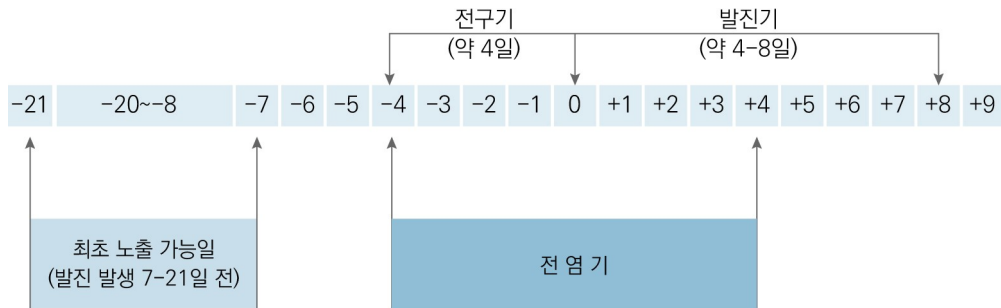 전구기
(약 4일)
발진기
(약 4-8일)
-21 -20~-8 -7 -6 -5 -4 -3 -2 -1 0 +1 +2 +3 +4 +5 +6 +7 +8 +9
최초 노출 가능일
(발진 발생 7-21일 전)
전 염 기